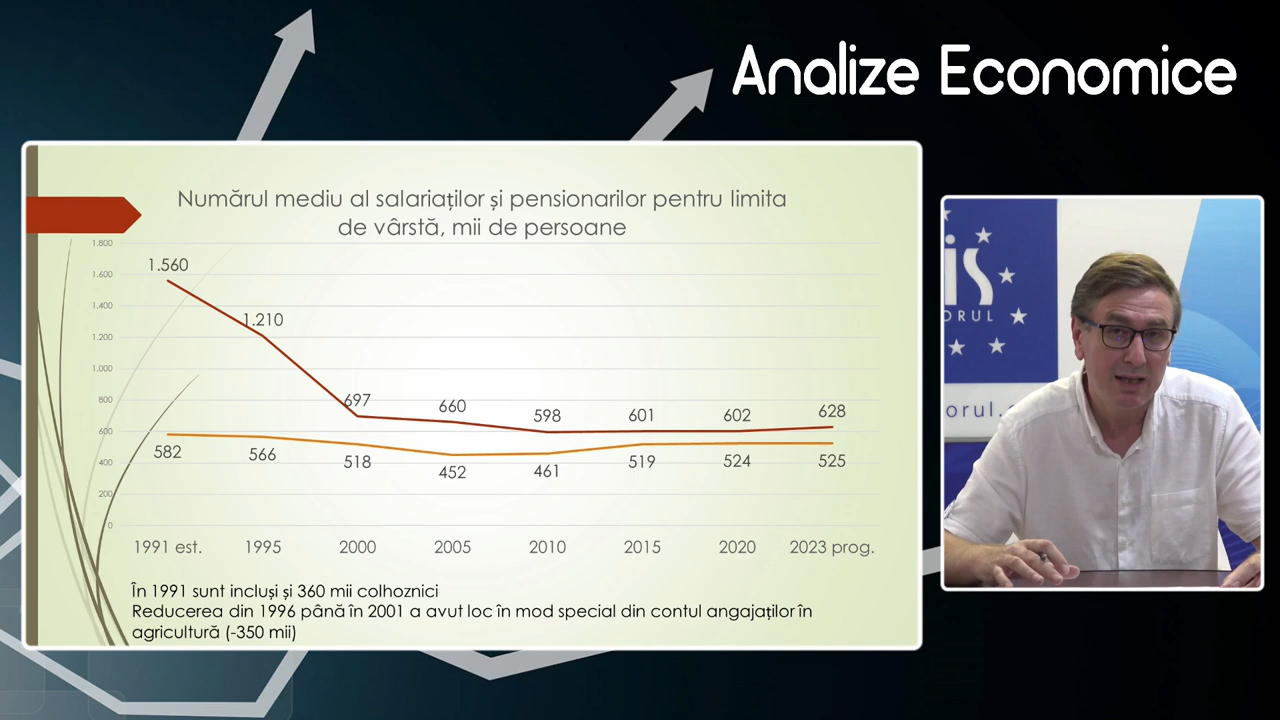 Analize Economice
Numărul mediu al salariaților și pensionarilor pentru limita
de vârstă, mii de persoane
1.800
1.600
1.400
1.200
1.000
800
600
400
200
0
1.560
1.210
697
660
598
601
602
628
582
566
518
452
461
519
524
525
1991 est.
1995
2000
2005
2010
2015
2020
2023 prog.
În 1991 sunt incluși și 360 mii colhoznici
Reducerea din 1996 până în 2001 a avut loc în mod special din contul angajaților în
agricultură (-350 mii)
is
ORUL
orul.